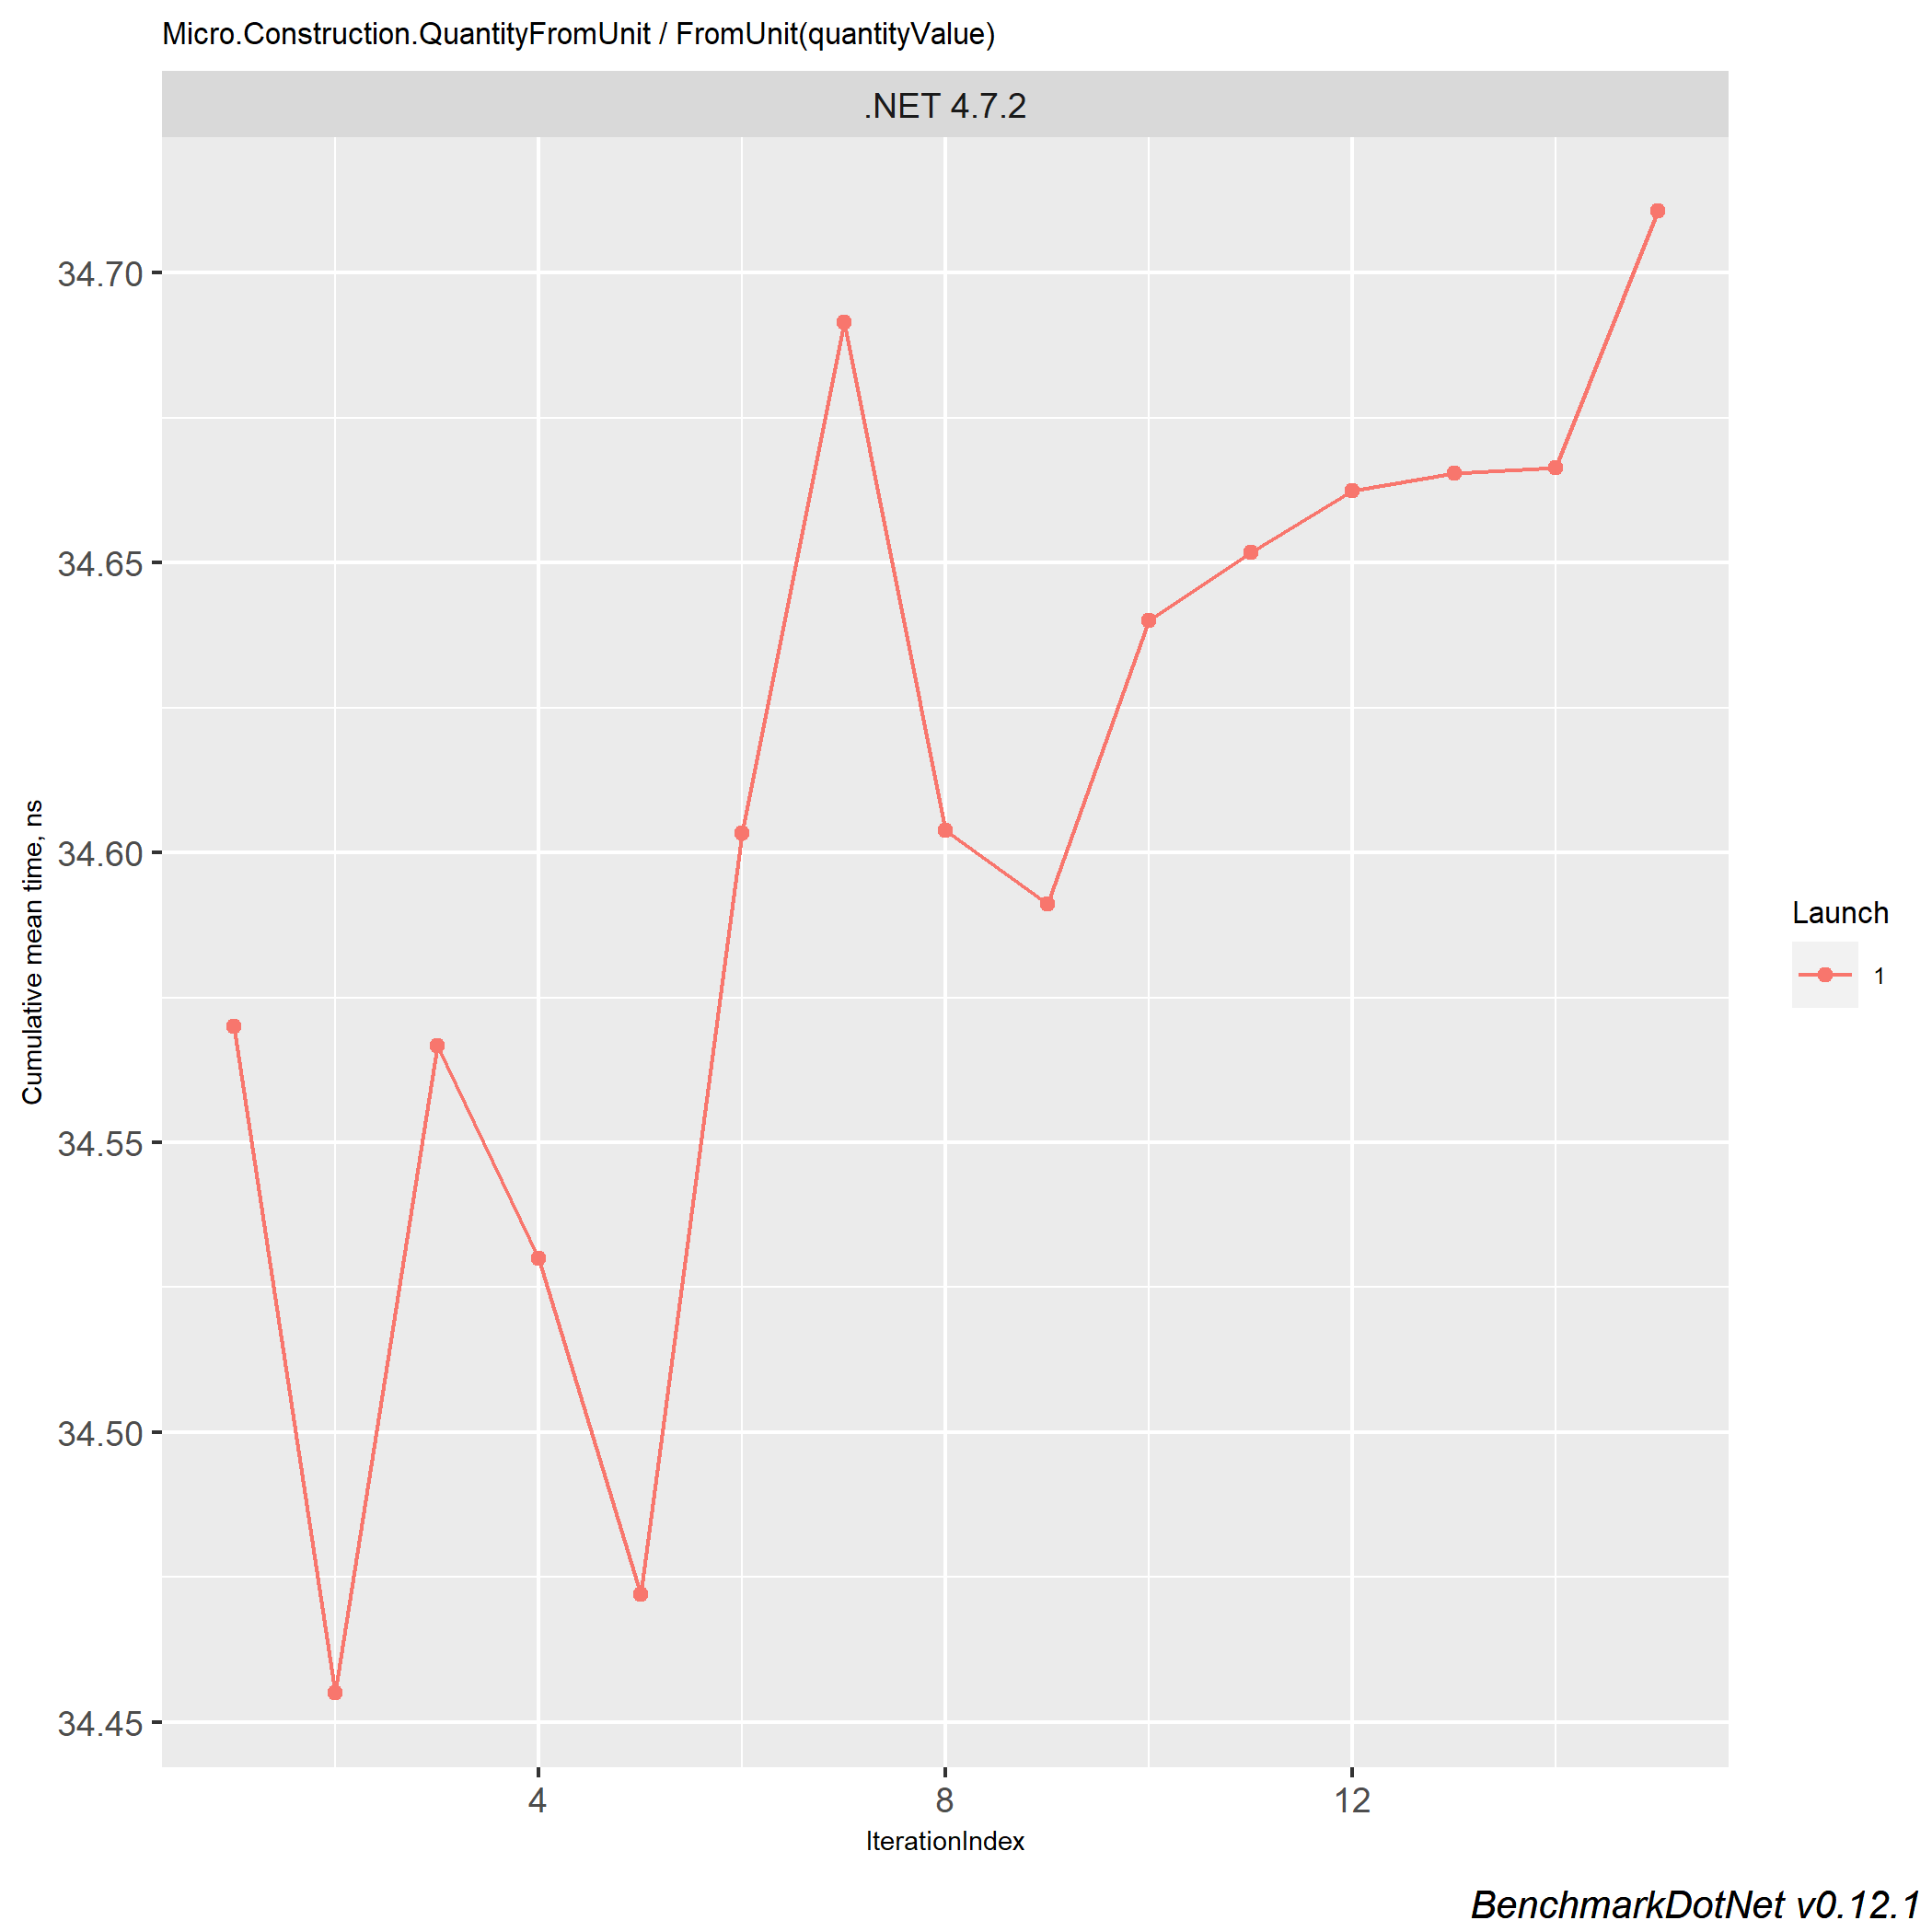 Micro.Construction.QuantityFromUnit / FromUnit(quantityValue)
.NET 4.7.2
34.70
34.65
34.60
34.55
34.50
34.45
Cumulative mean time, ns
4 8 12
IterationIndex
Launch
1
BenchmarkDotNet v0.12.1